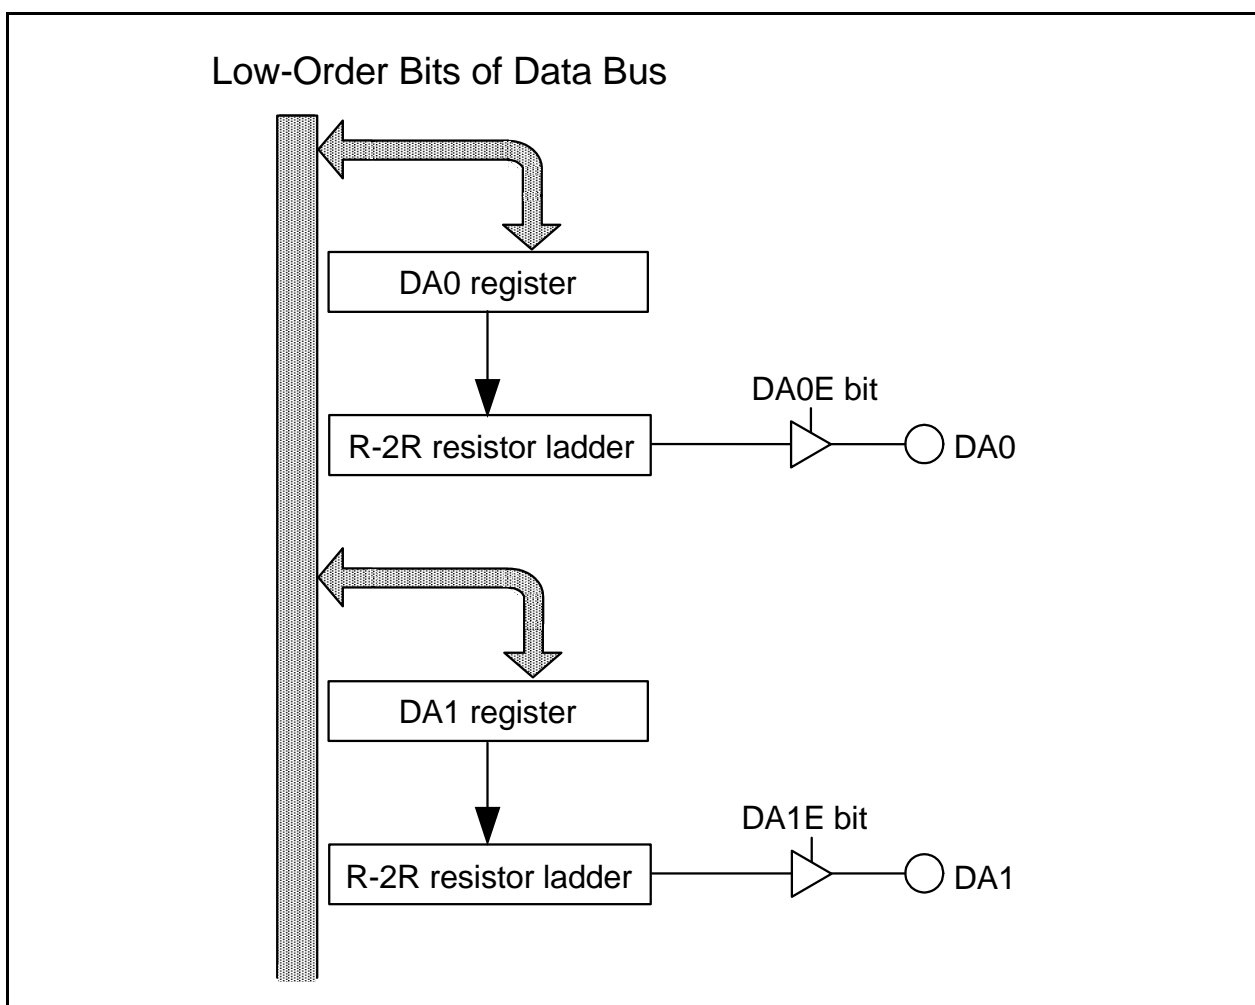 Low-Order Bits of Data Bus
DA0 register
DA0E bit
R-2R resistor ladder
DA0
DA1 register
DA1E bit
R-2R resistor ladder
DA1